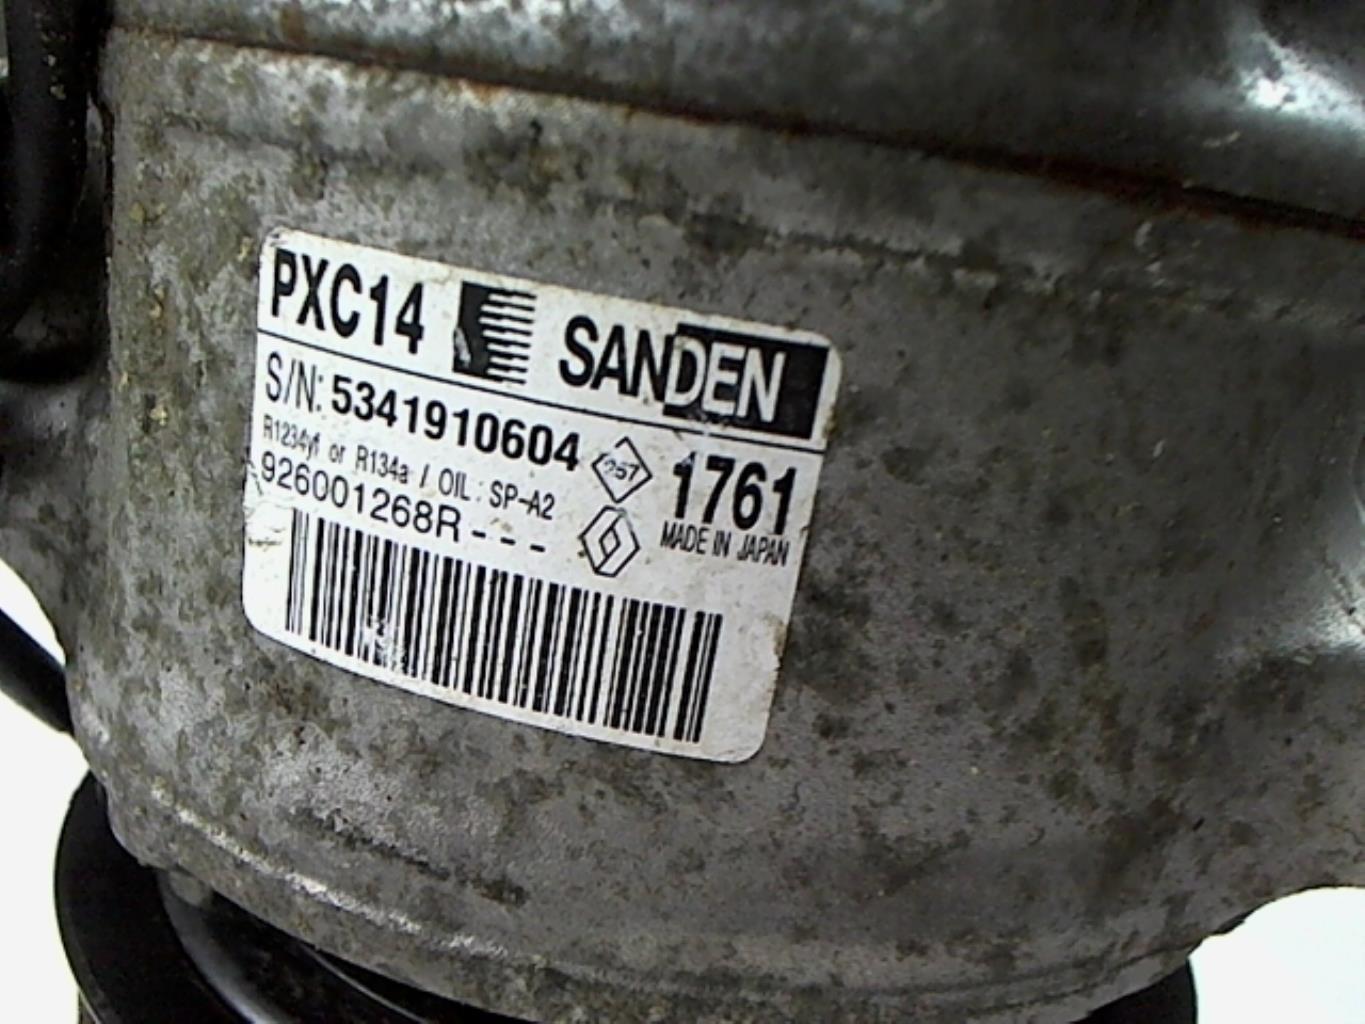 PXC14 SANDEN
S/N: 5341910604 1761
R1234yf or R134a / OIL : SP-A2
MADE IN JAPAN
926001268R---